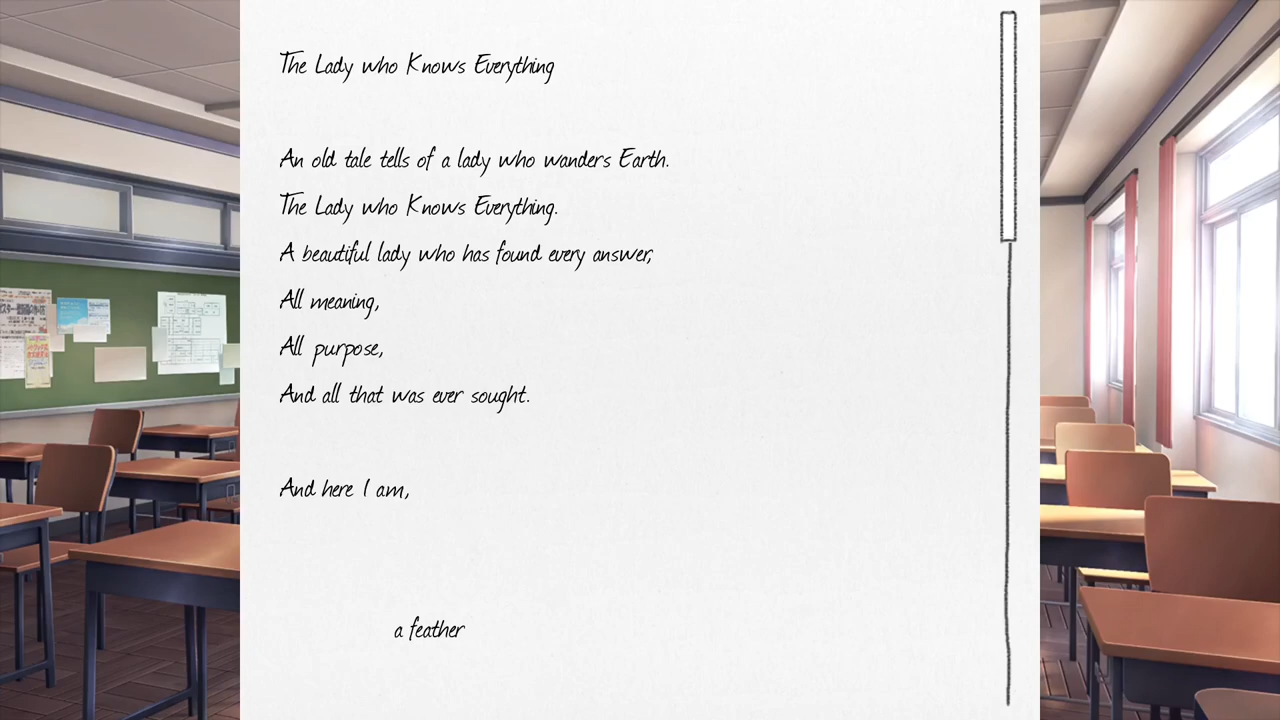 The Lady who Knows Everything
An old tale tells of a lady who wanders Earth.
The Lady who Knows Everything.
A beautiful lady who has found every answer,
All meaning,
All purpose,
And all that was ever sought.
And here I am,
a feather